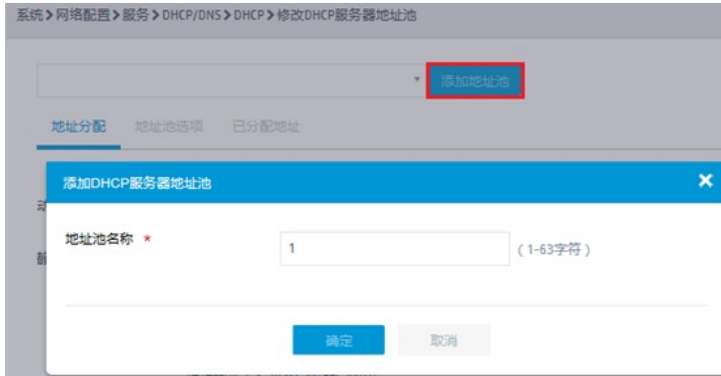 系统>网络配置>服务>DHCP/DNS>DHCP>修改DHCP服务器地址池
添加地址池
地址分配 地址池选项 已分配地址
添加DHCP服务器地址池
地址池名称 * 1 (1-63字符)
确定 取消